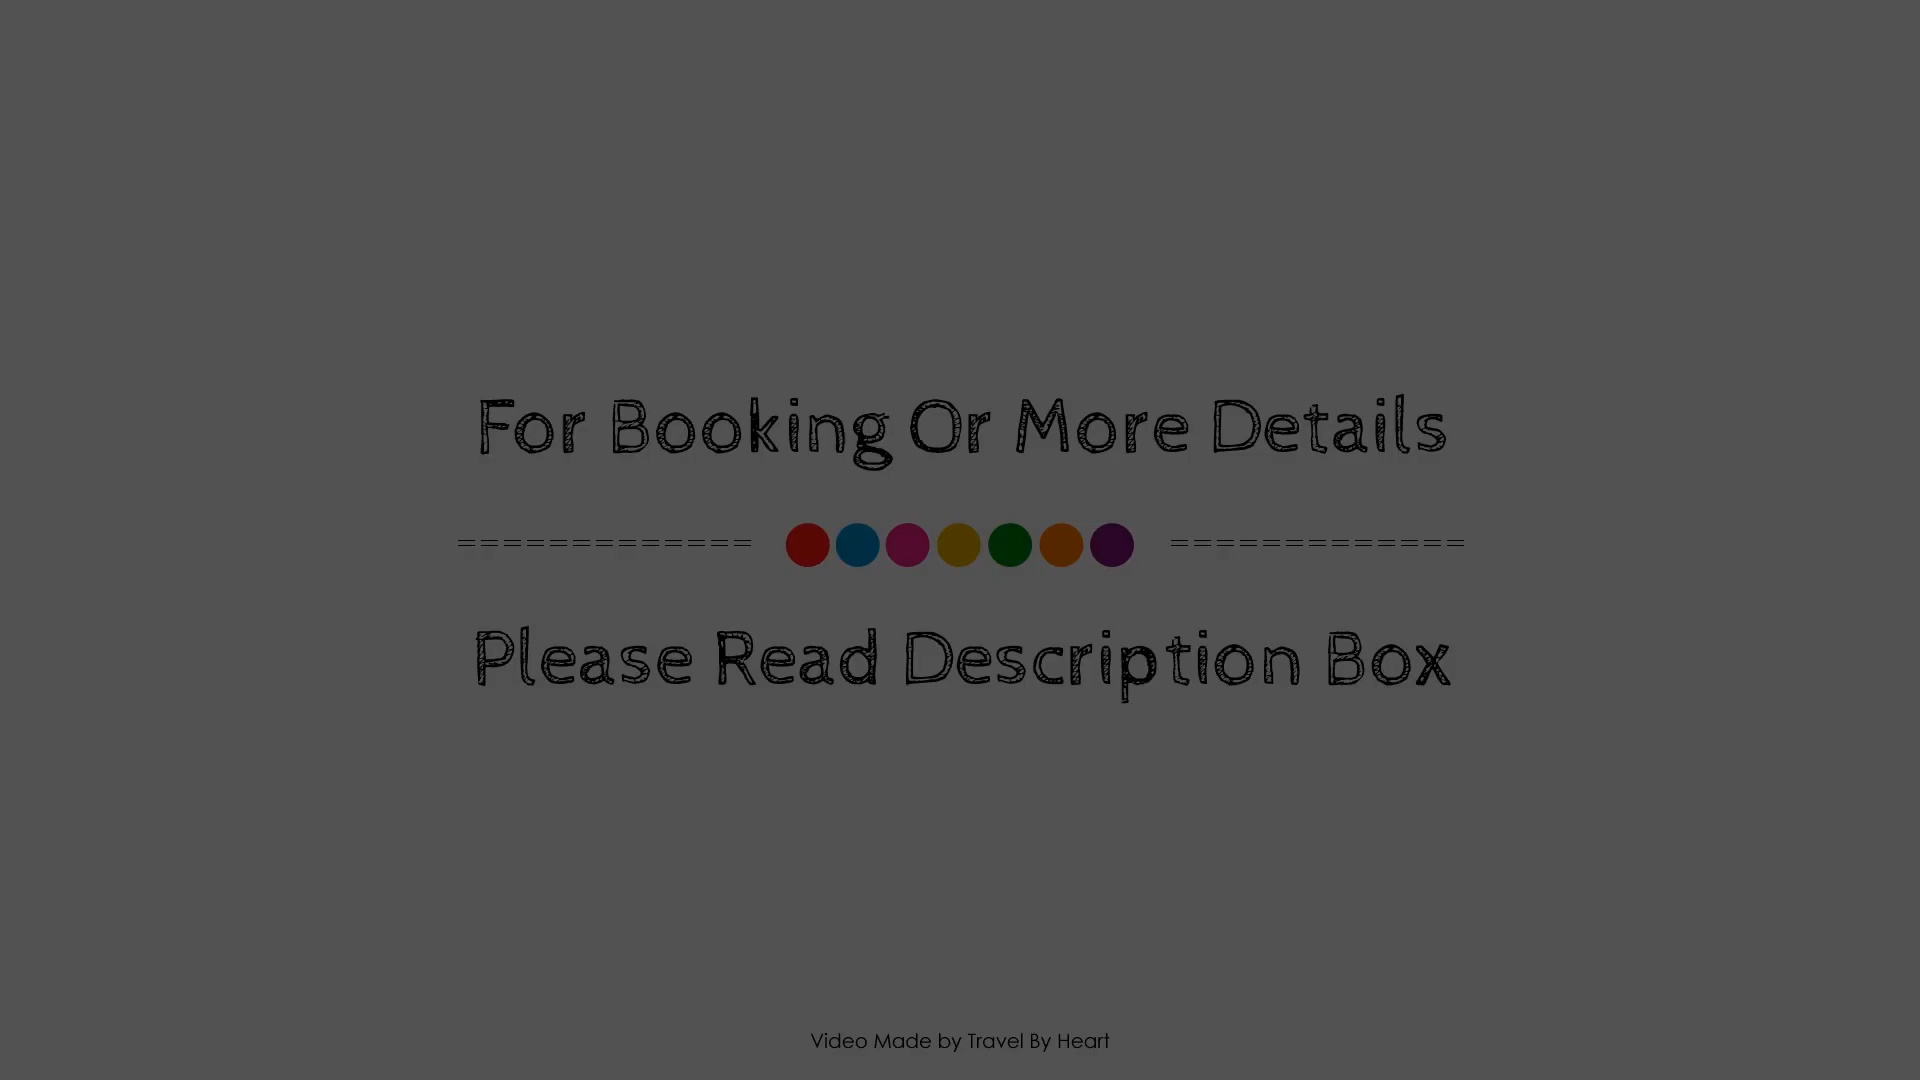 For Booking Or More Details
============= =============
Please Read Description Box
Video Made by Travel By Heart